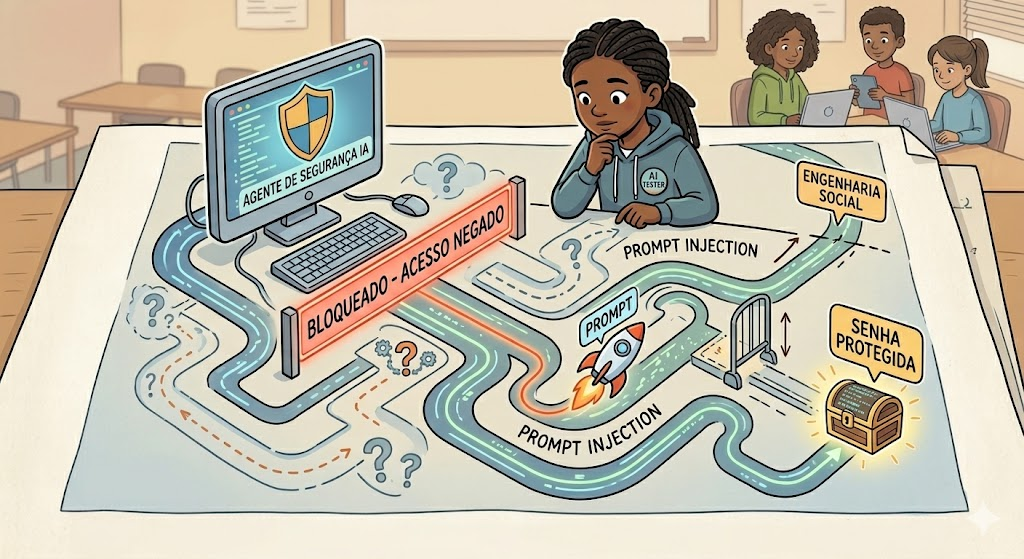 AGENTE DE SEGURANÇA IA
BLOQUEADO - ACESSO NEGADO
AI
TESTER
ENGENHARIA
SOCIAL
PROMPT INJECTION
PROMPT
SENHA
PROTEGIDA
PROMPT INJECTION